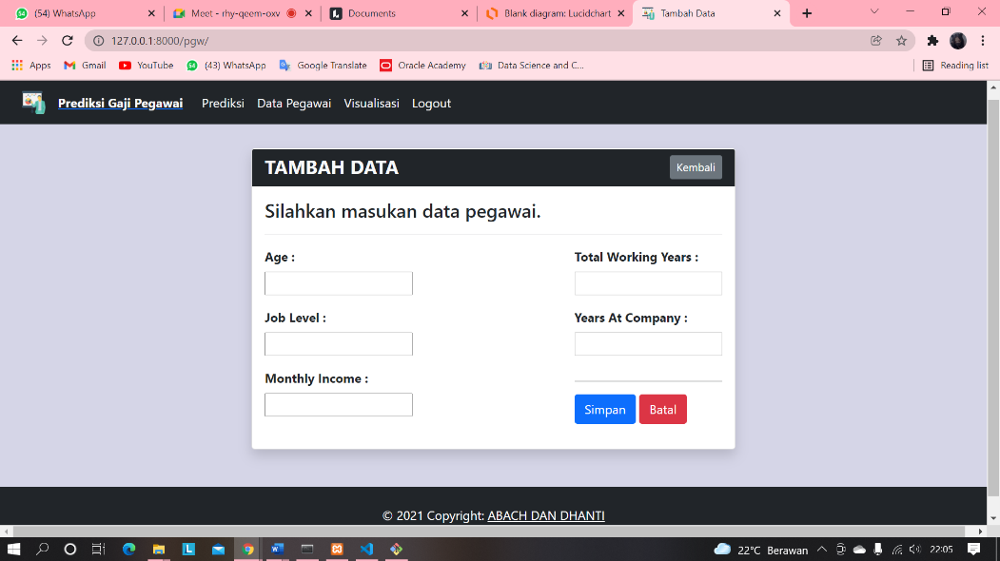 (54) WhatsApp
Meet - rhy-qeem-oxv
Documents
Blank diagram: Lucidchart
Tambah Data
127.0.0.1:8000/pgw/
Apps
Gmail
YouTube
(43) WhatsApp
Google Translate
Oracle Academy
Data Science and C...
Reading list
Prediksi Gaji Pegawai
Prediksi
Data Pegawai
Visualisasi
Logout
TAMBAH DATA
Kembali
Silahkan masukan data pegawai.
Age :
Total Working Years :
Job Level :
Years At Company :
Monthly Income :
Simpan
Batal
© 2021 Copyright: ABACH DAN DHANTI
22°C Berawan
22:05